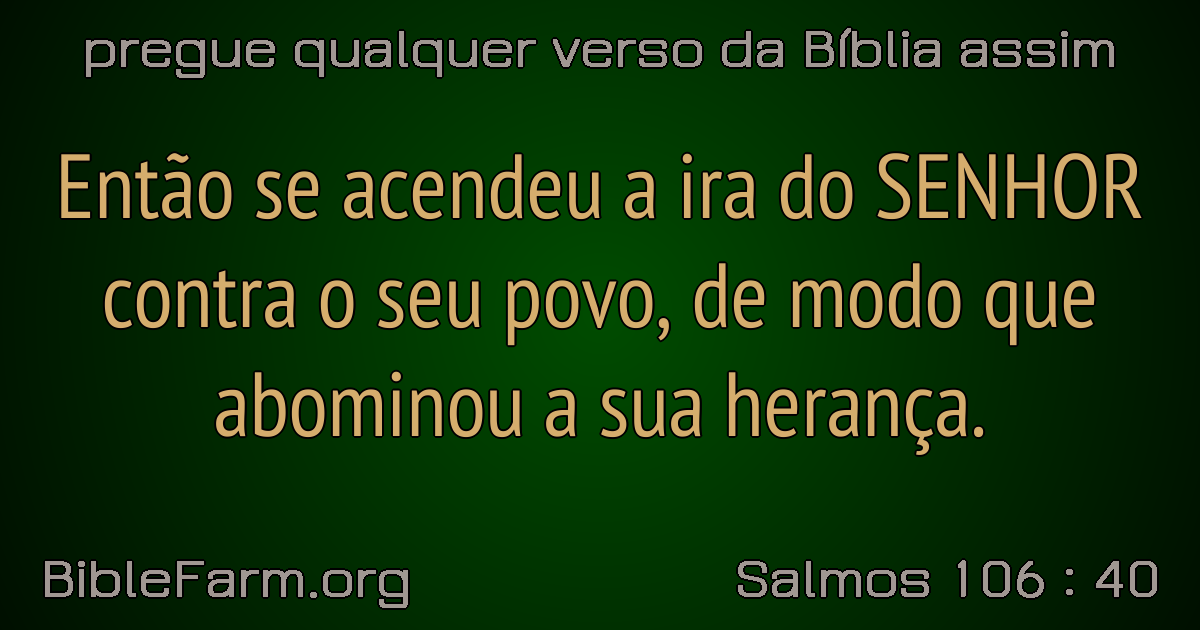 pregue qualquer verso da Bíblia assim
Então se acendeu a ira do SENHOR
contra o seu povo, de modo que
abominou a sua herança.
BibleFarm.org
Salmos 106 : 40